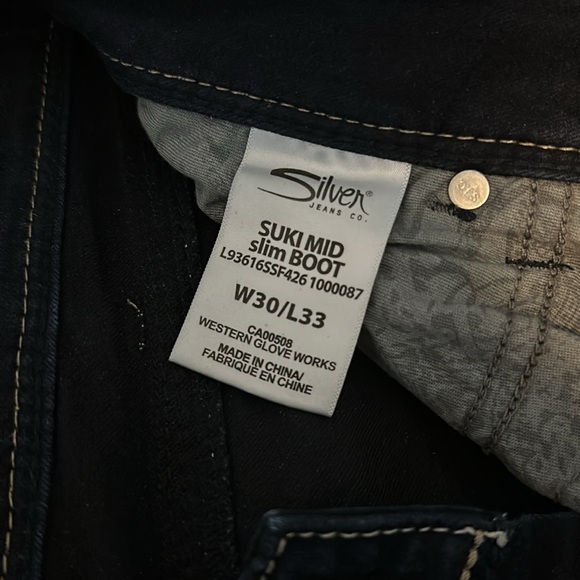 Silver®
JEANS CO.
SUKI MID
slim BOOT
L93616SSF426 1000087
W30/L33
CA00508
WESTERN GLOVE WORKS
MADE IN CHINA/
FABRIQUE EN CHINE